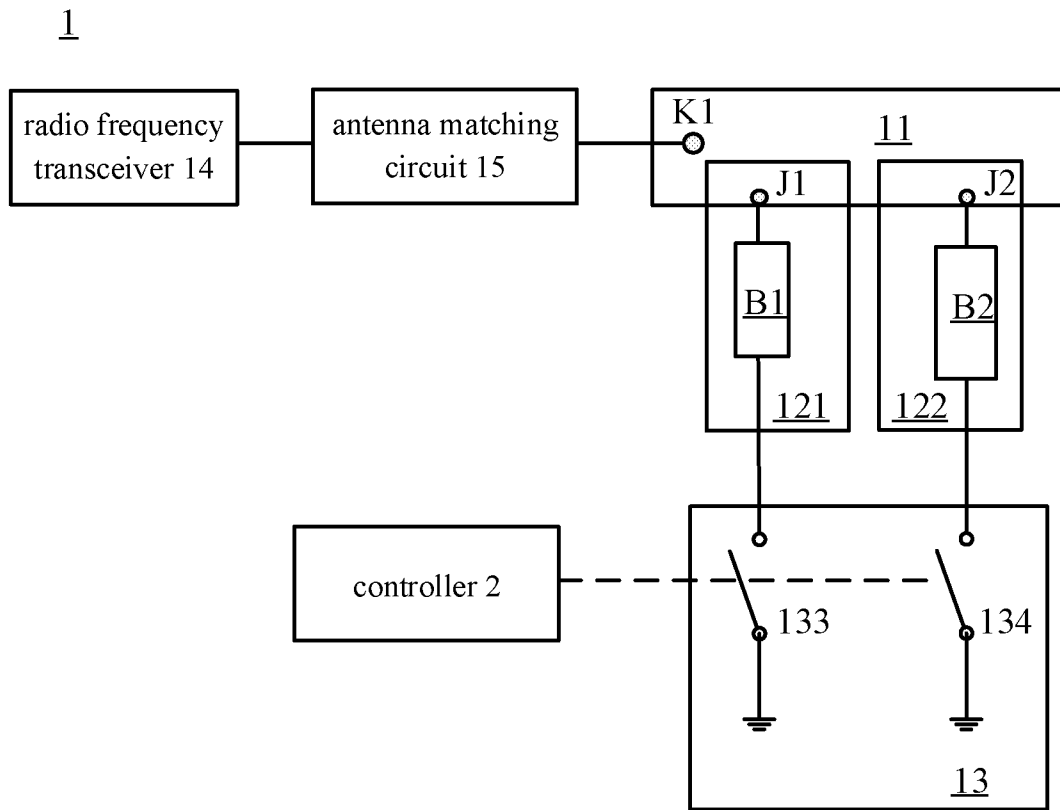 1
radio frequency
transceiver 14
antenna matching
circuit 15
K1
11
J1
J2
B1
B2
121
122
controller 2
133
134
13